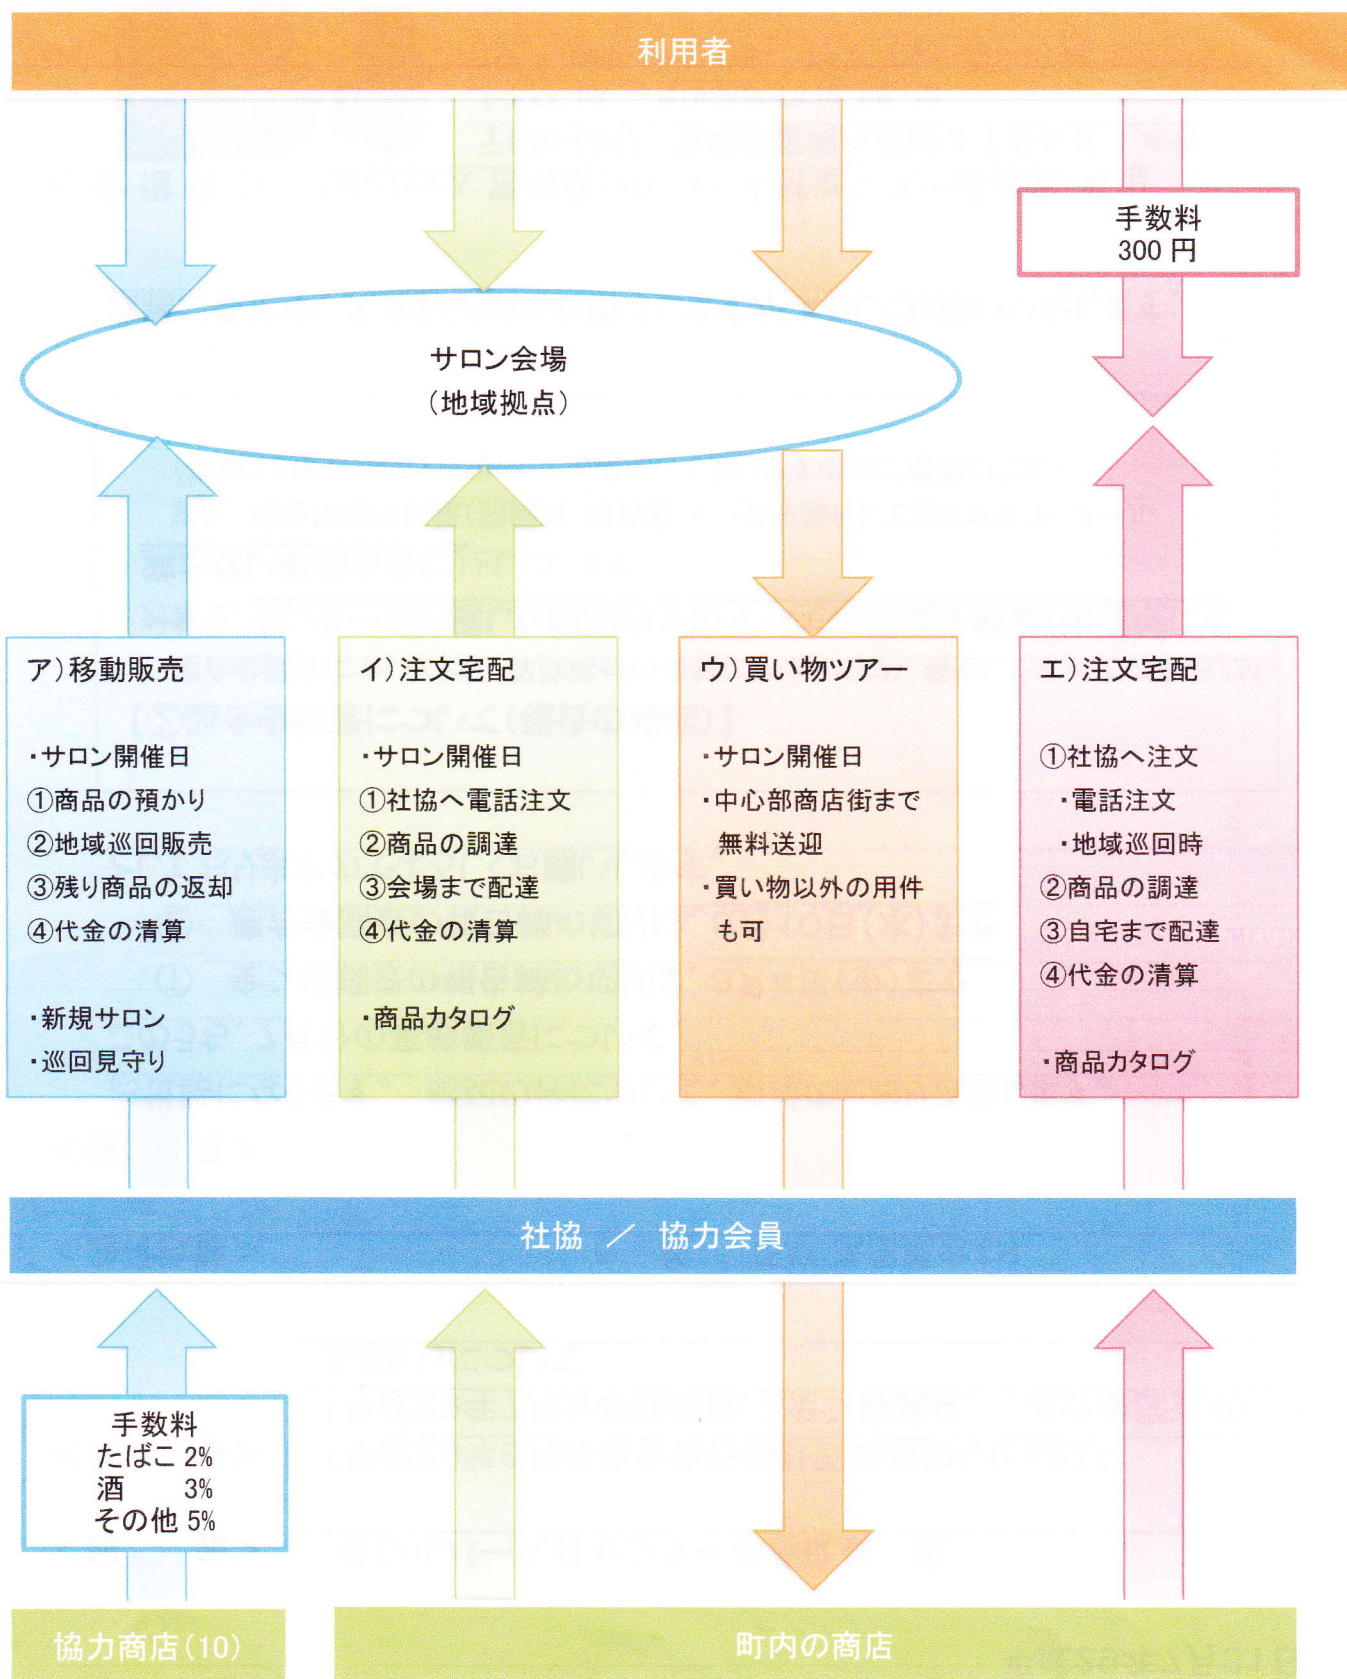 利用者
手数料
300 円
サロン会場
（地域拠点）
ア）移動販売
・サロン開催日
①商品の預かり
②地域巡回販売
③残り商品の返却
④代金の清算
・新規サロン
・巡回見守り
イ）注文宅配
・サロン開催日
①社協へ電話注文
②商品の調達
③会場まで配達
④代金の清算
・商品カタログ
ウ）買い物ツアー
・サロン開催日
・中心部商店街まで
無料送迎
・買い物以外の用件
も可
エ）注文宅配
①社協へ注文
・電話注文
・地域巡回時
②商品の調達
③自宅まで配達
④代金の清算
・商品カタログ
社協 ／ 協力会員
手数料
たばこ 2%
酒 3%
その他 5%
協力商店（10）
町内の商店